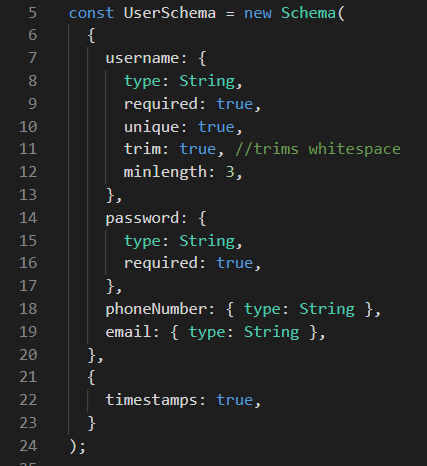 5 const UserSchema = new Schema(
6 {
7 username: {
8 type: String,
9 required: true,
10 unique: true,
11 trim: true, //trims whitespace
12 minlength: 3,
13 },
14 password: {
15 type: String,
16 required: true,
17 },
18 phoneNumber: { type: String },
19 email: { type: String },
20 },
21 {
22 timestamps: true,
23 }
24 );